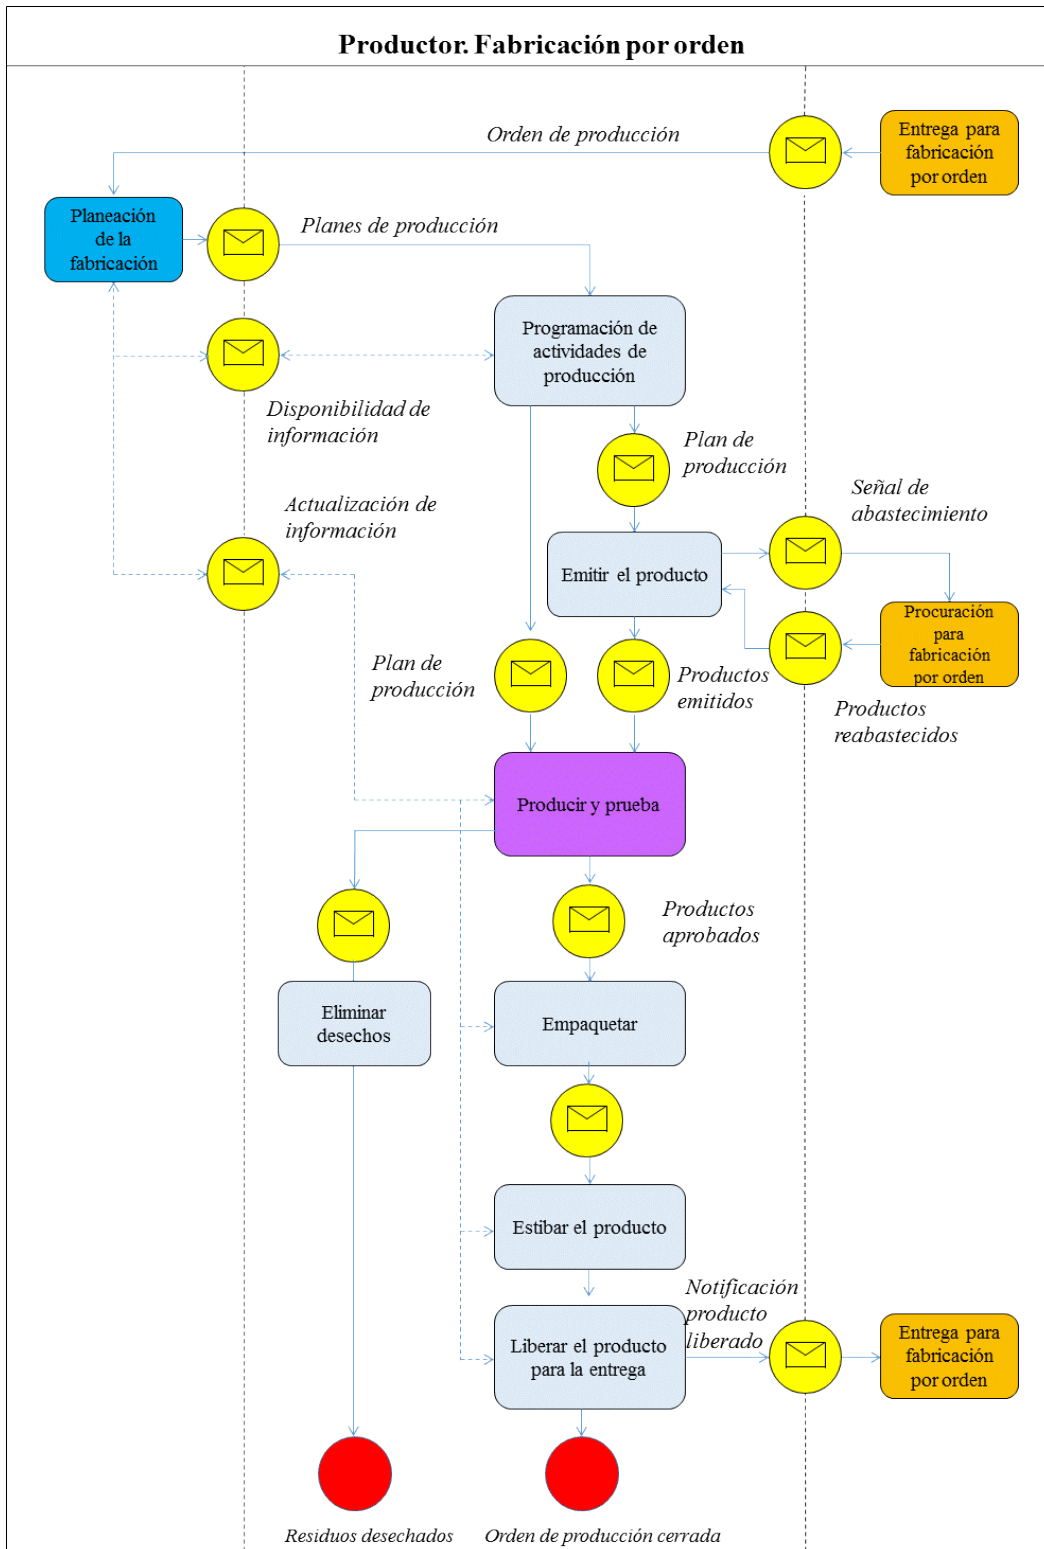 Productor. Fabricación por orden
Orden de producción
Entrega para
fabricación
por orden
Planeación
de la
fabricación
Planes de producción
Programación de
actividades de
producción
Disponibilidad de
información
Plan de
producción
Actualización de
información
Señal de
abastecimiento
Emitir el producto
Procuración
para
fabricación
por orden
Plan de
producción
Productos
emitidos
Productos
reabastecidos
Producir y prueba
Productos
aprobados
Eliminar
desechos
Empaquetar
Estibar el producto
Notificación
producto
liberado
Liberar el producto
para la entrega
Entrega para
fabricación
por orden
Residuos desechados
Orden de producción cerrada